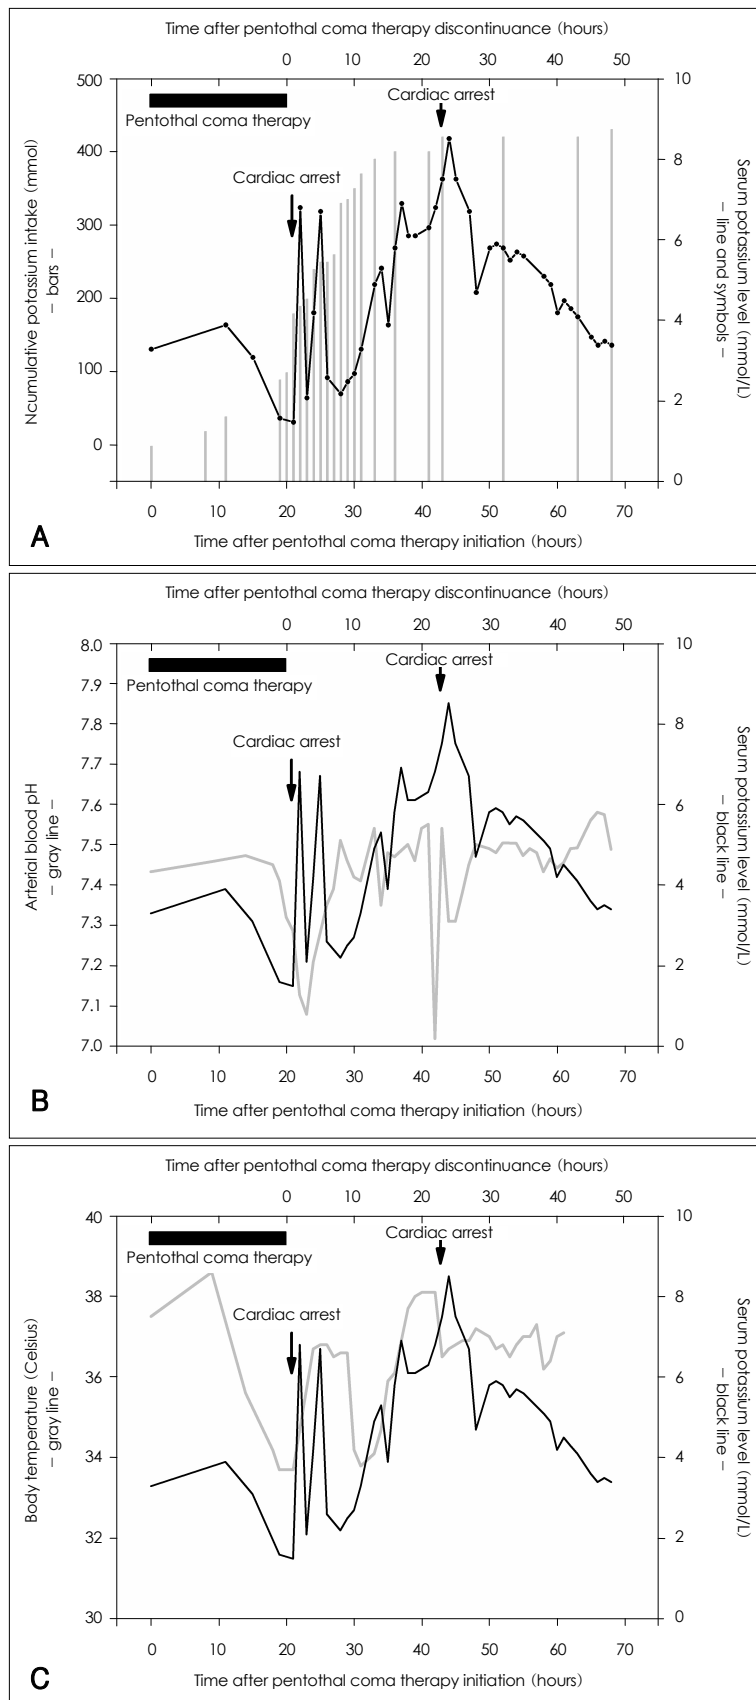 Time after pentothal coma therapy discontinuance (hours)
0 10 20 30 40 50
Cardiac arrest
Pentothal coma therapy
Cardiac arrest
500
400
300
200
100
0
Ncumulative potassium intake (mmol)
– bars –
10
8
6
4
2
0
Serum potassium level (mmol/L)
– line and symbols –
0 10 20 30 40 50 60 70
Time after pentothal coma therapy initiation (hours)
A
Time after pentothal coma therapy discontinuance (hours)
0 10 20 30 40 50
Cardiac arrest
Pentothal coma therapy
Cardiac arrest
8.0
7.9
7.8
7.7
7.6
7.5
7.4
7.3
7.2
7.1
7.0
Arterial blood pH
– gray line –
10
8
6
4
2
0
Serum potassium level (mmol/L)
– black line –
0 10 20 30 40 50 60 70
Time after pentothal coma therapy initiation (hours)
B
Time after pentothal coma therapy discontinuance (hours)
0 10 20 30 40 50
Cardiac arrest
Pentothal coma therapy
Cardiac arrest
40
38
36
34
32
30
Body temperature (Celsius)
– gray line –
10
8
6
4
2
0
Serum potassium level (mmol/L)
– black line –
0 10 20 30 40 50 60 70
Time after pentothal coma therapy initiation (hours)
C